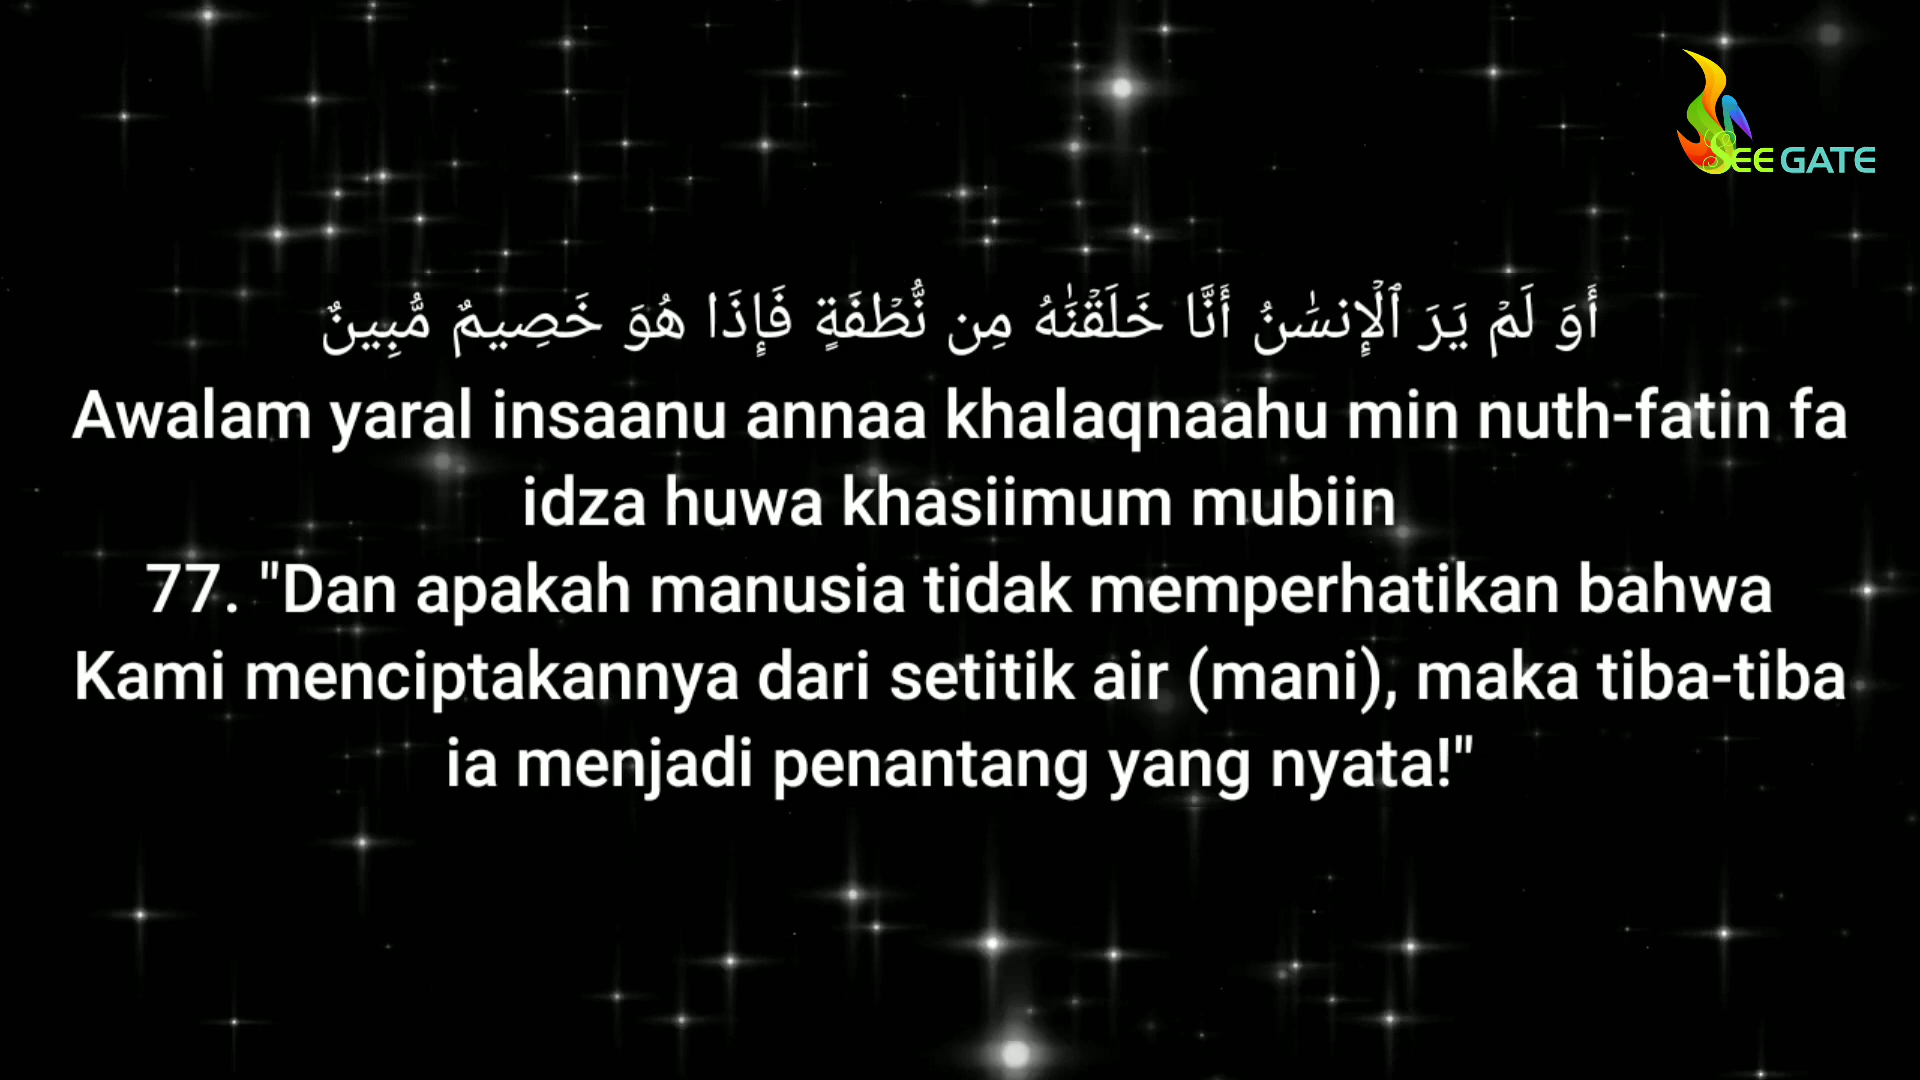 SEE GATE
أَوَ لَمْ يَرَ ٱلْإِنسَٰنُ أَنَّا خَلَقْنَٰهُ مِن نُّطْفَةٍ فَإِذَا هُوَ خَصِيمٌ مُّبِينٌ
Awalam yaral insaanu annaa khalaqnaahu min nuth-fatin fa
idza huwa khasiimum mubiin
77. "Dan apakah manusia tidak memperhatikan bahwa
Kami menciptakannya dari setitik air (mani), maka tiba-tiba
ia menjadi penantang yang nyata!"